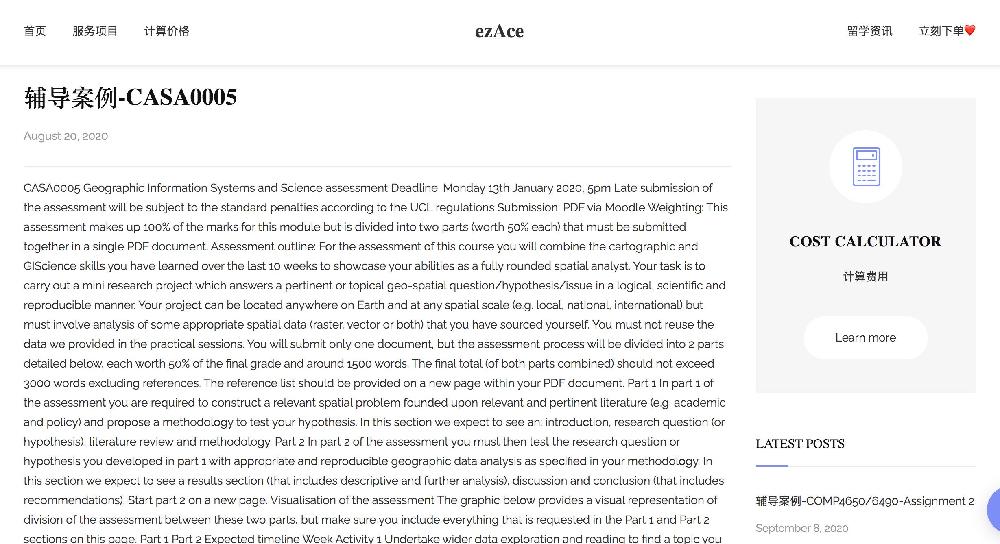 首页 服务项目 计算价格 ezAce 留学资讯 立刻下单❤️
辅导案例-CASA0005
August 20, 2020
CASA0005 Geographic Information Systems and Science assessment Deadline: Monday 13th January 2020, 5pm Late submission of
the assessment will be subject to the standard penalties according to the UCL regulations Submission: PDF via Moodle Weighting: This
assessment makes up 100% of the marks for this module but is divided into two parts (worth 50% each) that must be submitted
together in a single PDF document. Assessment outline: For the assessment of this course you will combine the cartographic and
GIScience skills you have learned over the last 10 weeks to showcase your abilities as a fully rounded spatial analyst. Your task is to
carry out a mini research project which answers a pertinent or topical geo-spatial question/hypothesis/issue in a logical, scientific and
reproducible manner. Your project can be located anywhere on Earth and at any spatial scale (e.g. local, national, international) but
must involve analysis of some appropriate spatial data (raster, vector or both) that you have sourced yourself. You must not reuse the
data we provided in the practical sessions. You will submit only one document, but the assessment process will be divided into 2 parts
detailed below, each worth 50% of the final grade and around 1500 words. The final total (of both parts combined) should not exceed
3000 words excluding references. The reference list should be provided on a new page within your PDF document. Part 1 In part 1 of
the assessment you are required to construct a relevant spatial problem founded upon relevant and pertinent literature (e.g. academic
and policy) and propose a methodology to test your hypothesis. In this section we expect to see an: introduction, research question (or
hypothesis), literature review and methodology. Part 2 In part 2 of the assessment you must then test the research question or
hypothesis you developed in part 1 with appropriate and reproducible geographic data analysis as specified in your methodology. In
this section we expect to see a results section (that includes descriptive and further analysis), discussion and conclusion (that includes
recommendations). Start part 2 on a new page. Visualisation of the assessment The graphic below provides a visual representation of
division of the assessment between these two parts, but make sure you include everything that is requested in the Part 1 and Part 2
sections on this page. Part 1 Part 2 Expected timeline Week Activity 1 Undertake wider data exploration and reading to find a topic you
COST CALCULATOR
计算费用
Learn more
LATEST POSTS
辅导案例-COMP4650/6490-Assignment 2
September 8, 2020